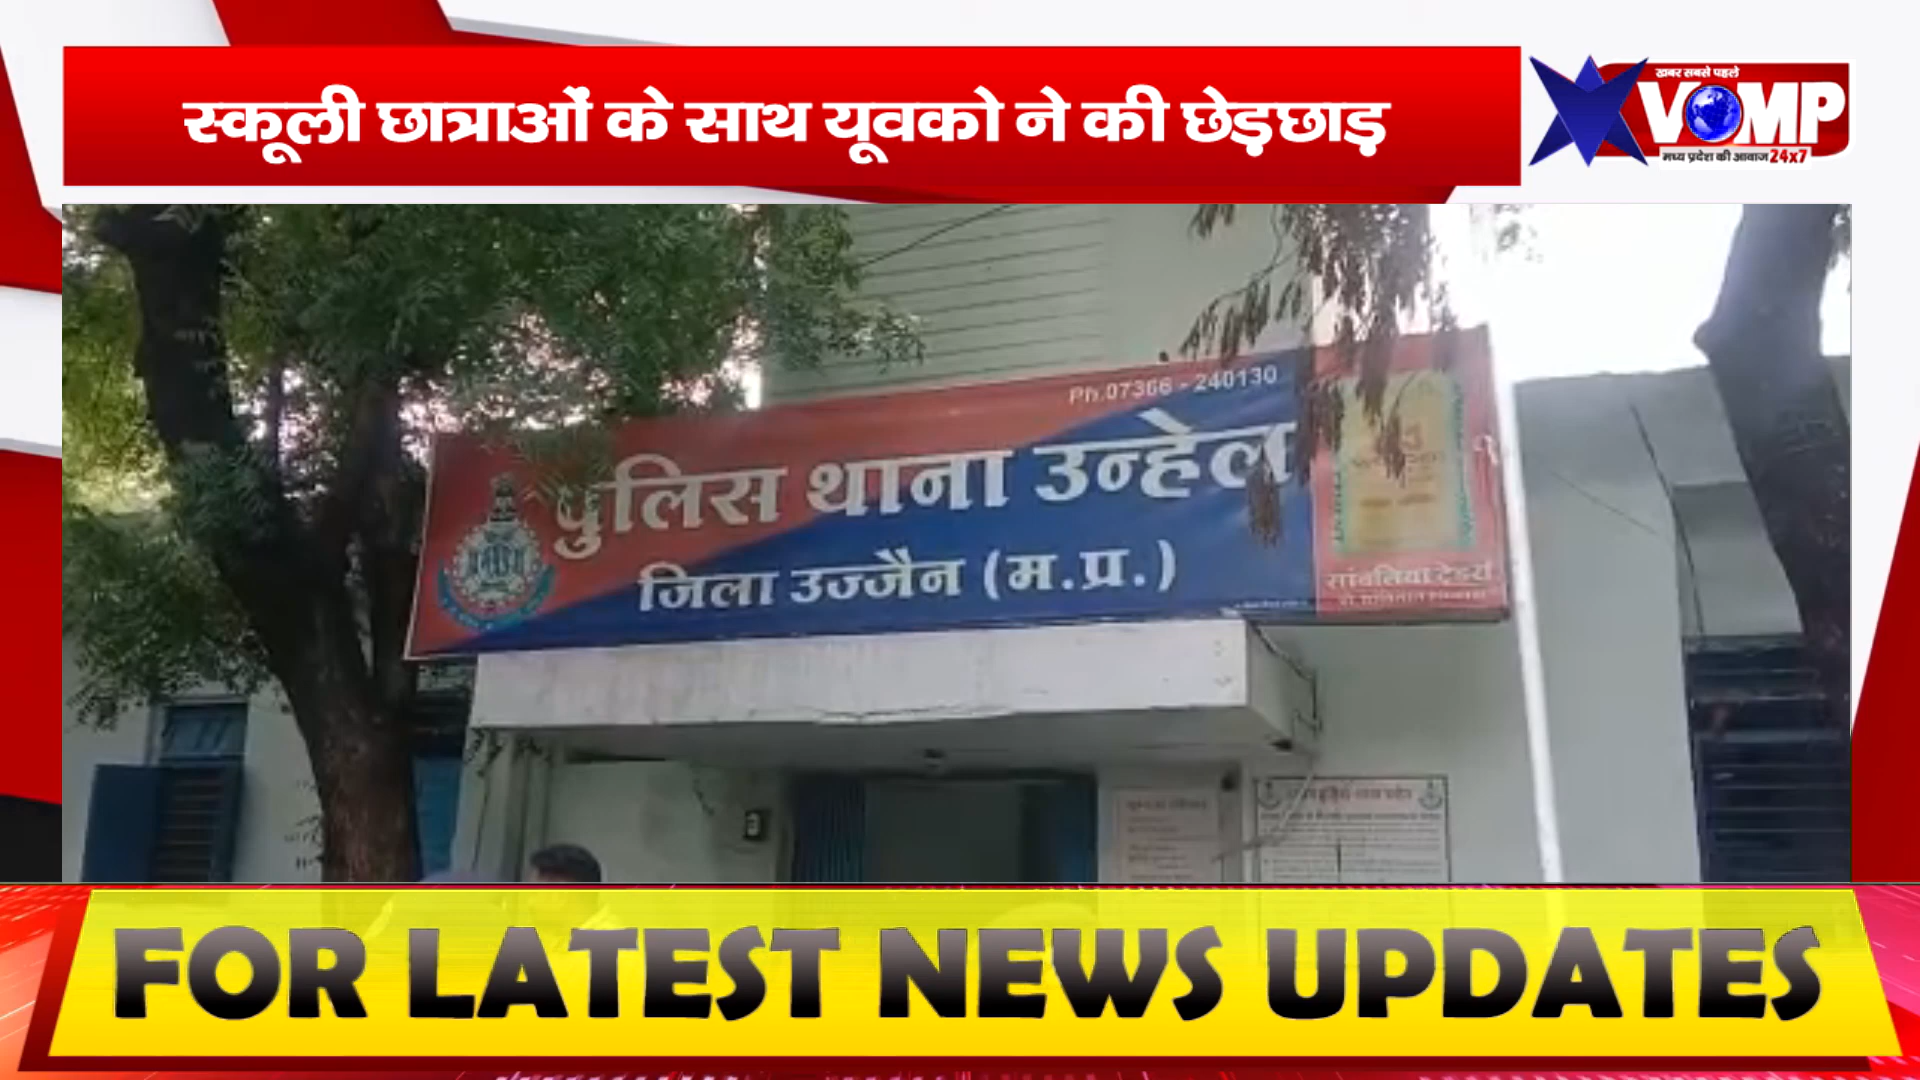 स्कूली छात्राओं के साथ यूवको ने की छेड़छाड़
खबर सबसे पहले
VOMP
मध्य प्रदेश की आवाज 24x7
Ph.07366 - 240130
पुलिस थाना उन्हेल
जिला उज्जैन (म.प्र.)
सांवलिया टेडर्स
FOR LATEST NEWS UPDATES